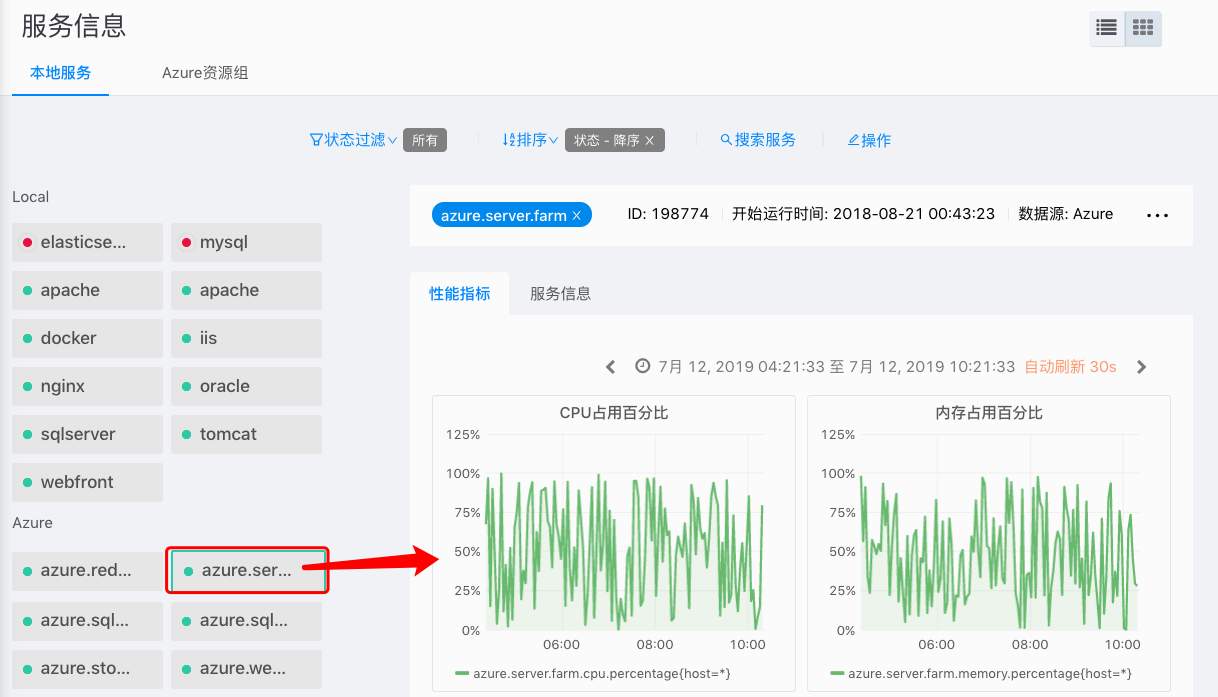 服务信息
本地服务 Azure资源组
状态过滤 所有 排序 状态 - 降序 × 搜索服务 操作
Local
elasticse... mysql
apache apache
docker iis
nginx oracle
sqlserver tomcat
webfront
Azure
azure.red... azure.ser...
azure.sql... azure.sql...
azure.sto... azure.we...
azure.server.farm × ID: 198774 开始运行时间: 2018-08-21 00:43:23 数据源: Azure ...
性能指标 服务信息
7月 12, 2019 04:21:33 至 7月 12, 2019 10:21:33 自动刷新 30s
CPU占用百分比
125%
100%
75%
50%
25%
0%
06:00 08:00 10:00
azure.server.farm.cpu.percentage{host=*}
内存占用百分比
125%
100%
75%
50%
25%
0%
06:00 08:00 10:00
azure.server.farm.memory.percentage{host=*}